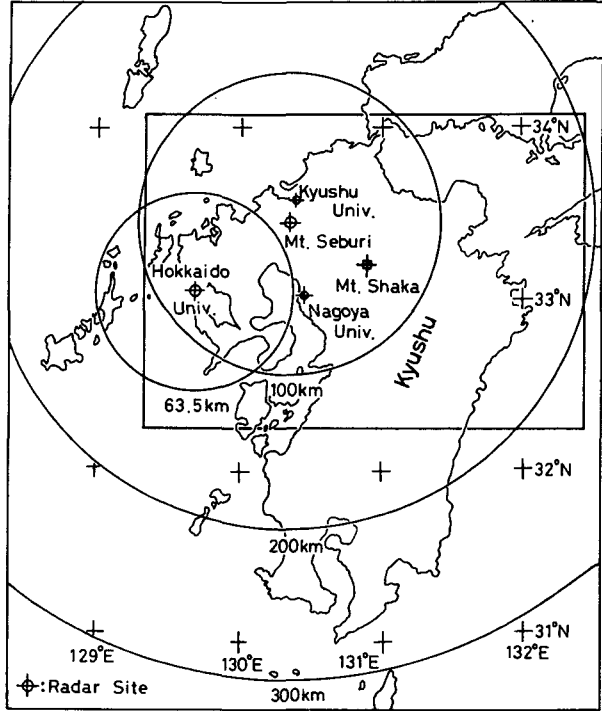 34°N
Kyushu
Univ.
Mt. Seburi
Hokkaido
Univ.
Mt. Shaka
Nagoya
Univ.
33°N
Kyushu
100km
63.5km
32°N
200km
31°N
129°E
130°E
131°E
132°E
:Radar Site
300km